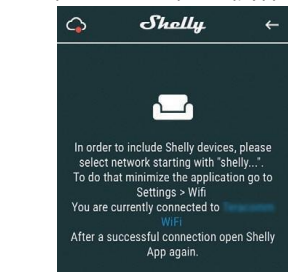 Shelly
In order to include Shelly devices, please
select network starting with "shelly...".
To do that minimize the application go to
Settings > Wifi
You are currently connected to
WiFi
After a successful connection open Shelly
App again.